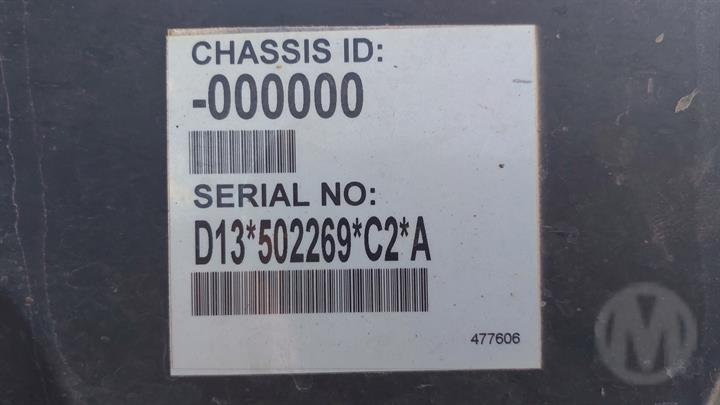 CHASSIS ID:
-000000
SERIAL NO:
D13*502269*C2*A
477606
M